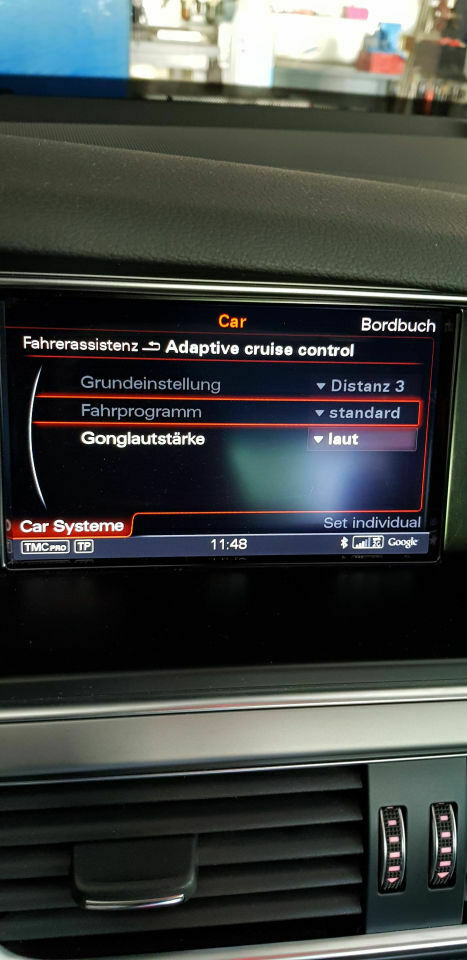 Car
Bordbuch
Fahrerassistenz Adaptive cruise control
Grundeinstellung Distanz 3
Fahrprogramm standard
Gonglautstärke laut
Car Systeme
Set individual
TMC PRO TP 11:48 Google